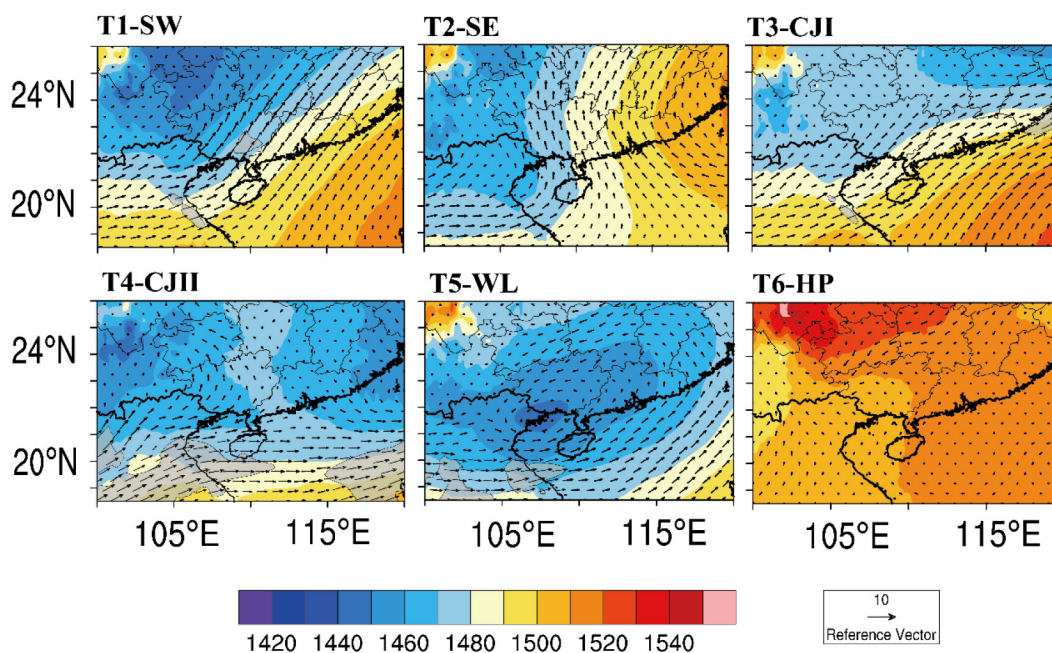 T1-SW
T2-SE
T3-CJI
24°N
20°N
T4-CJII
T5-WL
T6-HP
24°N
20°N
105°E 115°E 105°E 115°E 105°E 115°E
1420 1440 1460 1480 1500 1520 1540
10
Reference Vector